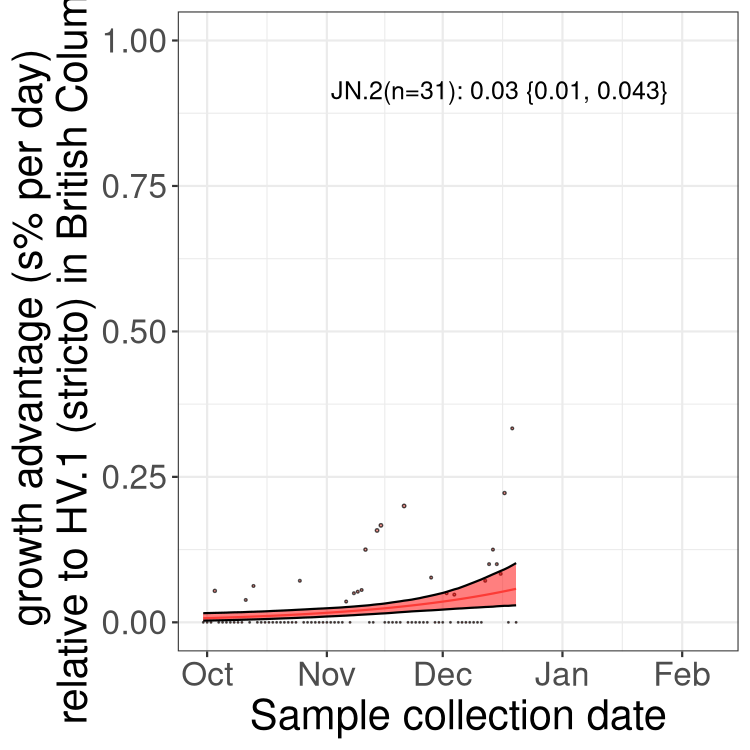 growth advantage (s% per day)
relative to HV.1 (stricto) in British Colum
1.00
0.75
0.50
0.25
0.00
JN.2(n=31): 0.03 {0.01, 0.043}
Oct Nov Dec Jan Feb
Sample collection date